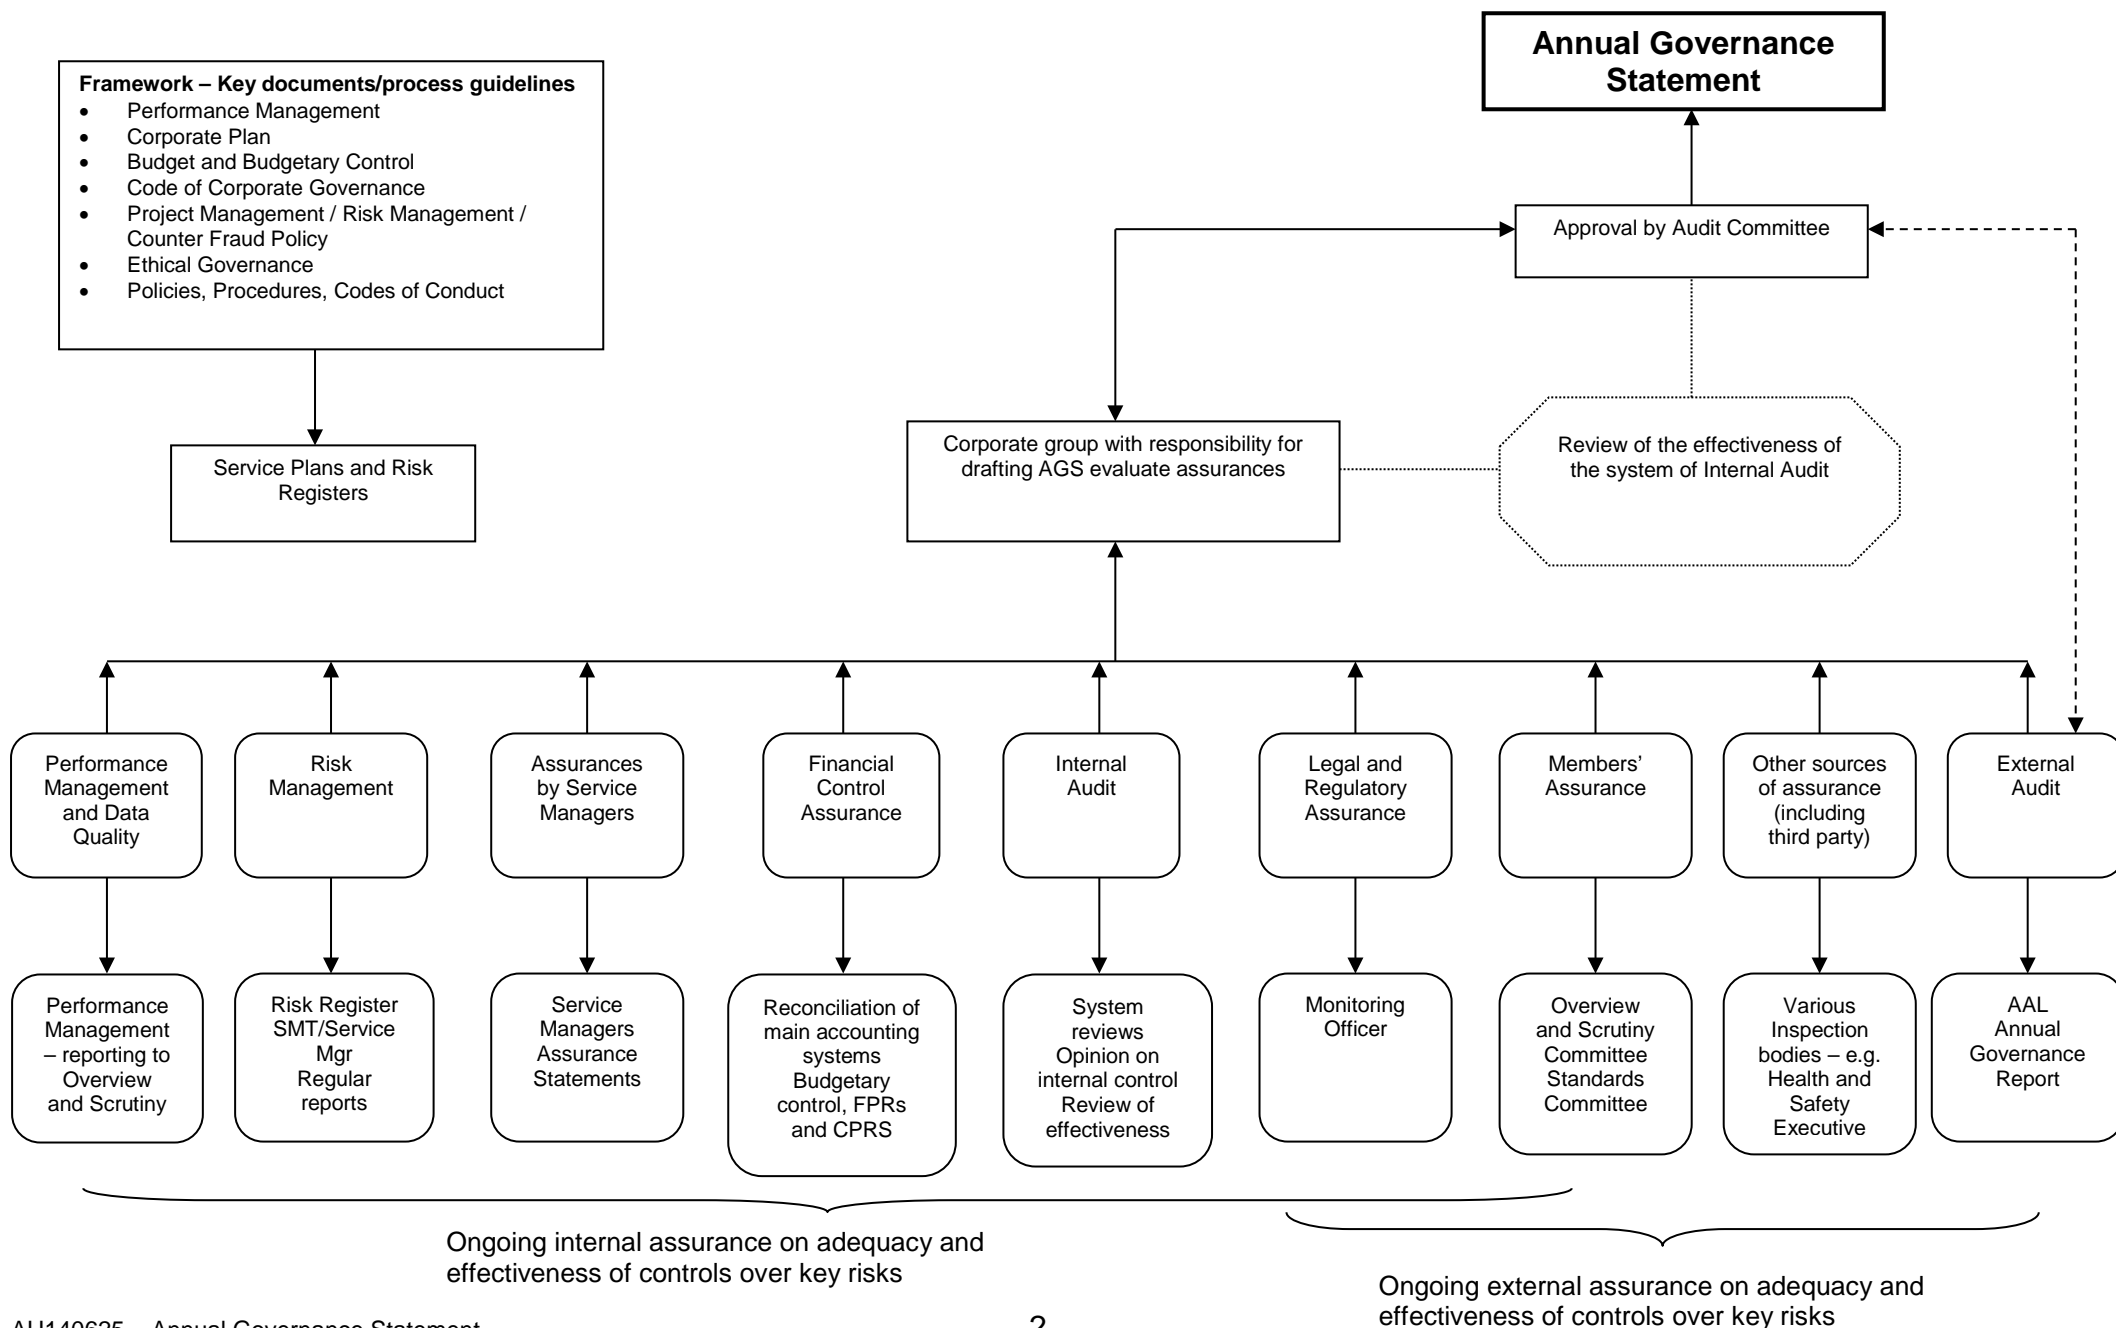 Annual Governance
Statement
Framework – Key documents/process guidelines
• Performance Management
• Corporate Plan
• Budget and Budgetary Control
• Code of Corporate Governance
• Project Management / Risk Management /
Counter Fraud Policy
• Ethical Governance
• Policies, Procedures, Codes of Conduct
Approval by Audit Committee
Service Plans and Risk
Registers
Corporate group with responsibility for
drafting AGS evaluate assurances
Review of the effectiveness of
the system of Internal Audit
Performance
Management
and Data
Quality
Risk
Management
Assurances
by Service
Managers
Financial
Control
Assurance
Internal
Audit
Legal and
Regulatory
Assurance
Members’
Assurance
Other sources
of assurance
(including
third party)
External
Audit
Performance
Management
– reporting to
Overview
and Scrutiny
Risk Register
SMT/Service
Mgr
Regular
reports
Service
Managers
Assurance
Statements
Reconciliation of
main accounting
systems
Budgetary
control, FPRs
and CPRS
System
reviews
Opinion on
internal control
Review of
effectiveness
Monitoring
Officer
Overview
and Scrutiny
Committee
Standards
Committee
Various
Inspection
bodies – e.g.
Health and
Safety
Executive
AAL
Annual
Governance
Report
Ongoing internal assurance on adequacy and
effectiveness of controls over key risks
Ongoing external assurance on adequacy and
effectiveness of controls over key risks
Annual Governance Statement
2